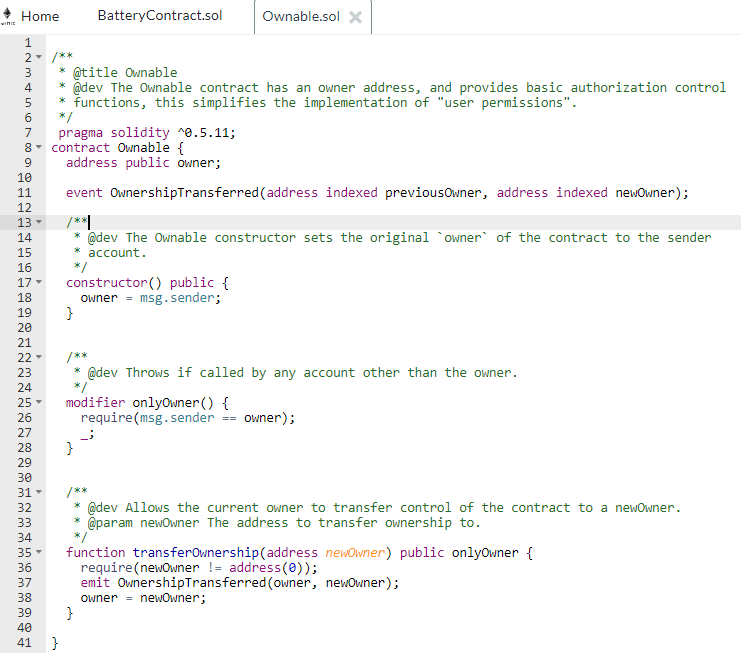 Home BatteryContract.sol Ownable.sol
1
2 /**
3 * @title Ownable
4 * @dev The Ownable contract has an owner address, and provides basic authorization control
5 * functions, this simplifies the implementation of "user permissions".
6 */
7 pragma solidity ^0.5.11;
8 contract Ownable {
9 address public owner;
10
11 event OwnershipTransferred(address indexed previousOwner, address indexed newOwner);
12
13 /**
14 * @dev The Ownable constructor sets the original `owner` of the contract to the sender
15 * account.
16 */
17 constructor() public {
18 owner = msg.sender;
19 }
20
21
22 /**
23 * @dev Throws if called by any account other than the owner.
24 */
25 modifier onlyOwner() {
26 require(msg.sender == owner);
27 _;
28 }
29
30
31 /**
32 * @dev Allows the current owner to transfer control of the contract to a newOwner.
33 * @param newOwner The address to transfer ownership to.
34 */
35 function transferOwnership(address newOwner) public onlyOwner {
36 require(newOwner != address(0));
37 emit OwnershipTransferred(owner, newOwner);
38 owner = newOwner;
39 }
40
41 }